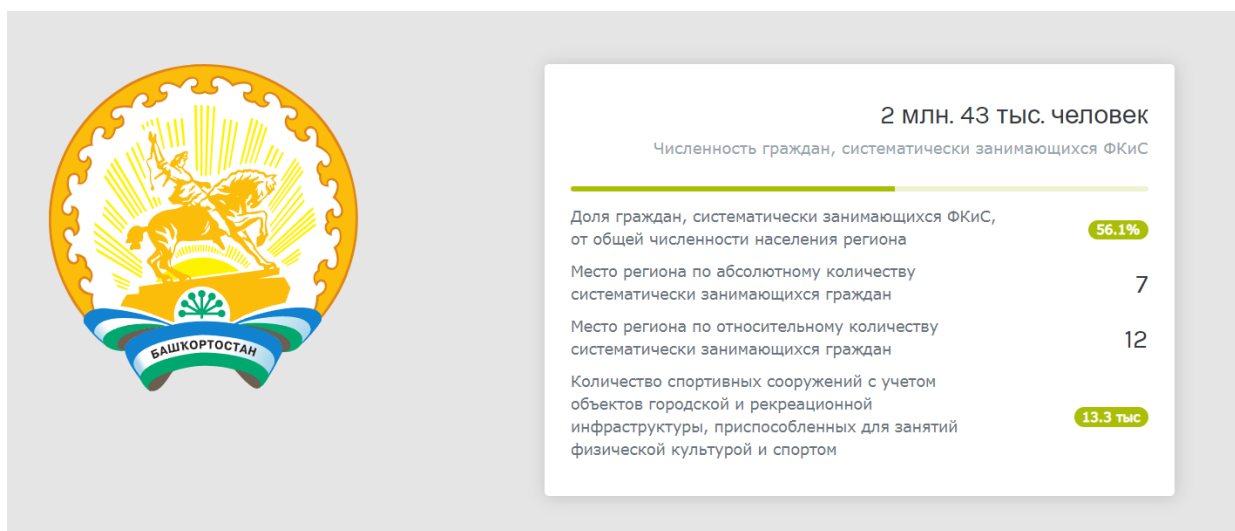 БАШКОРТОСТАН
2 млн. 43 тыс. человек
Численность граждан, систематически занимающихся ФКиС
Доля граждан, систематически занимающихся ФКиС,
от общей численности населения региона
56.1%
Место региона по абсолютному количеству
систематически занимающихся граждан
7
Место региона по относительному количеству
систематически занимающихся граждан
12
Количество спортивных сооружений с учетом
объектов городской и рекреационной
инфраструктуры, приспособленных для занятий
физической культурой и спортом
13.3 тыс